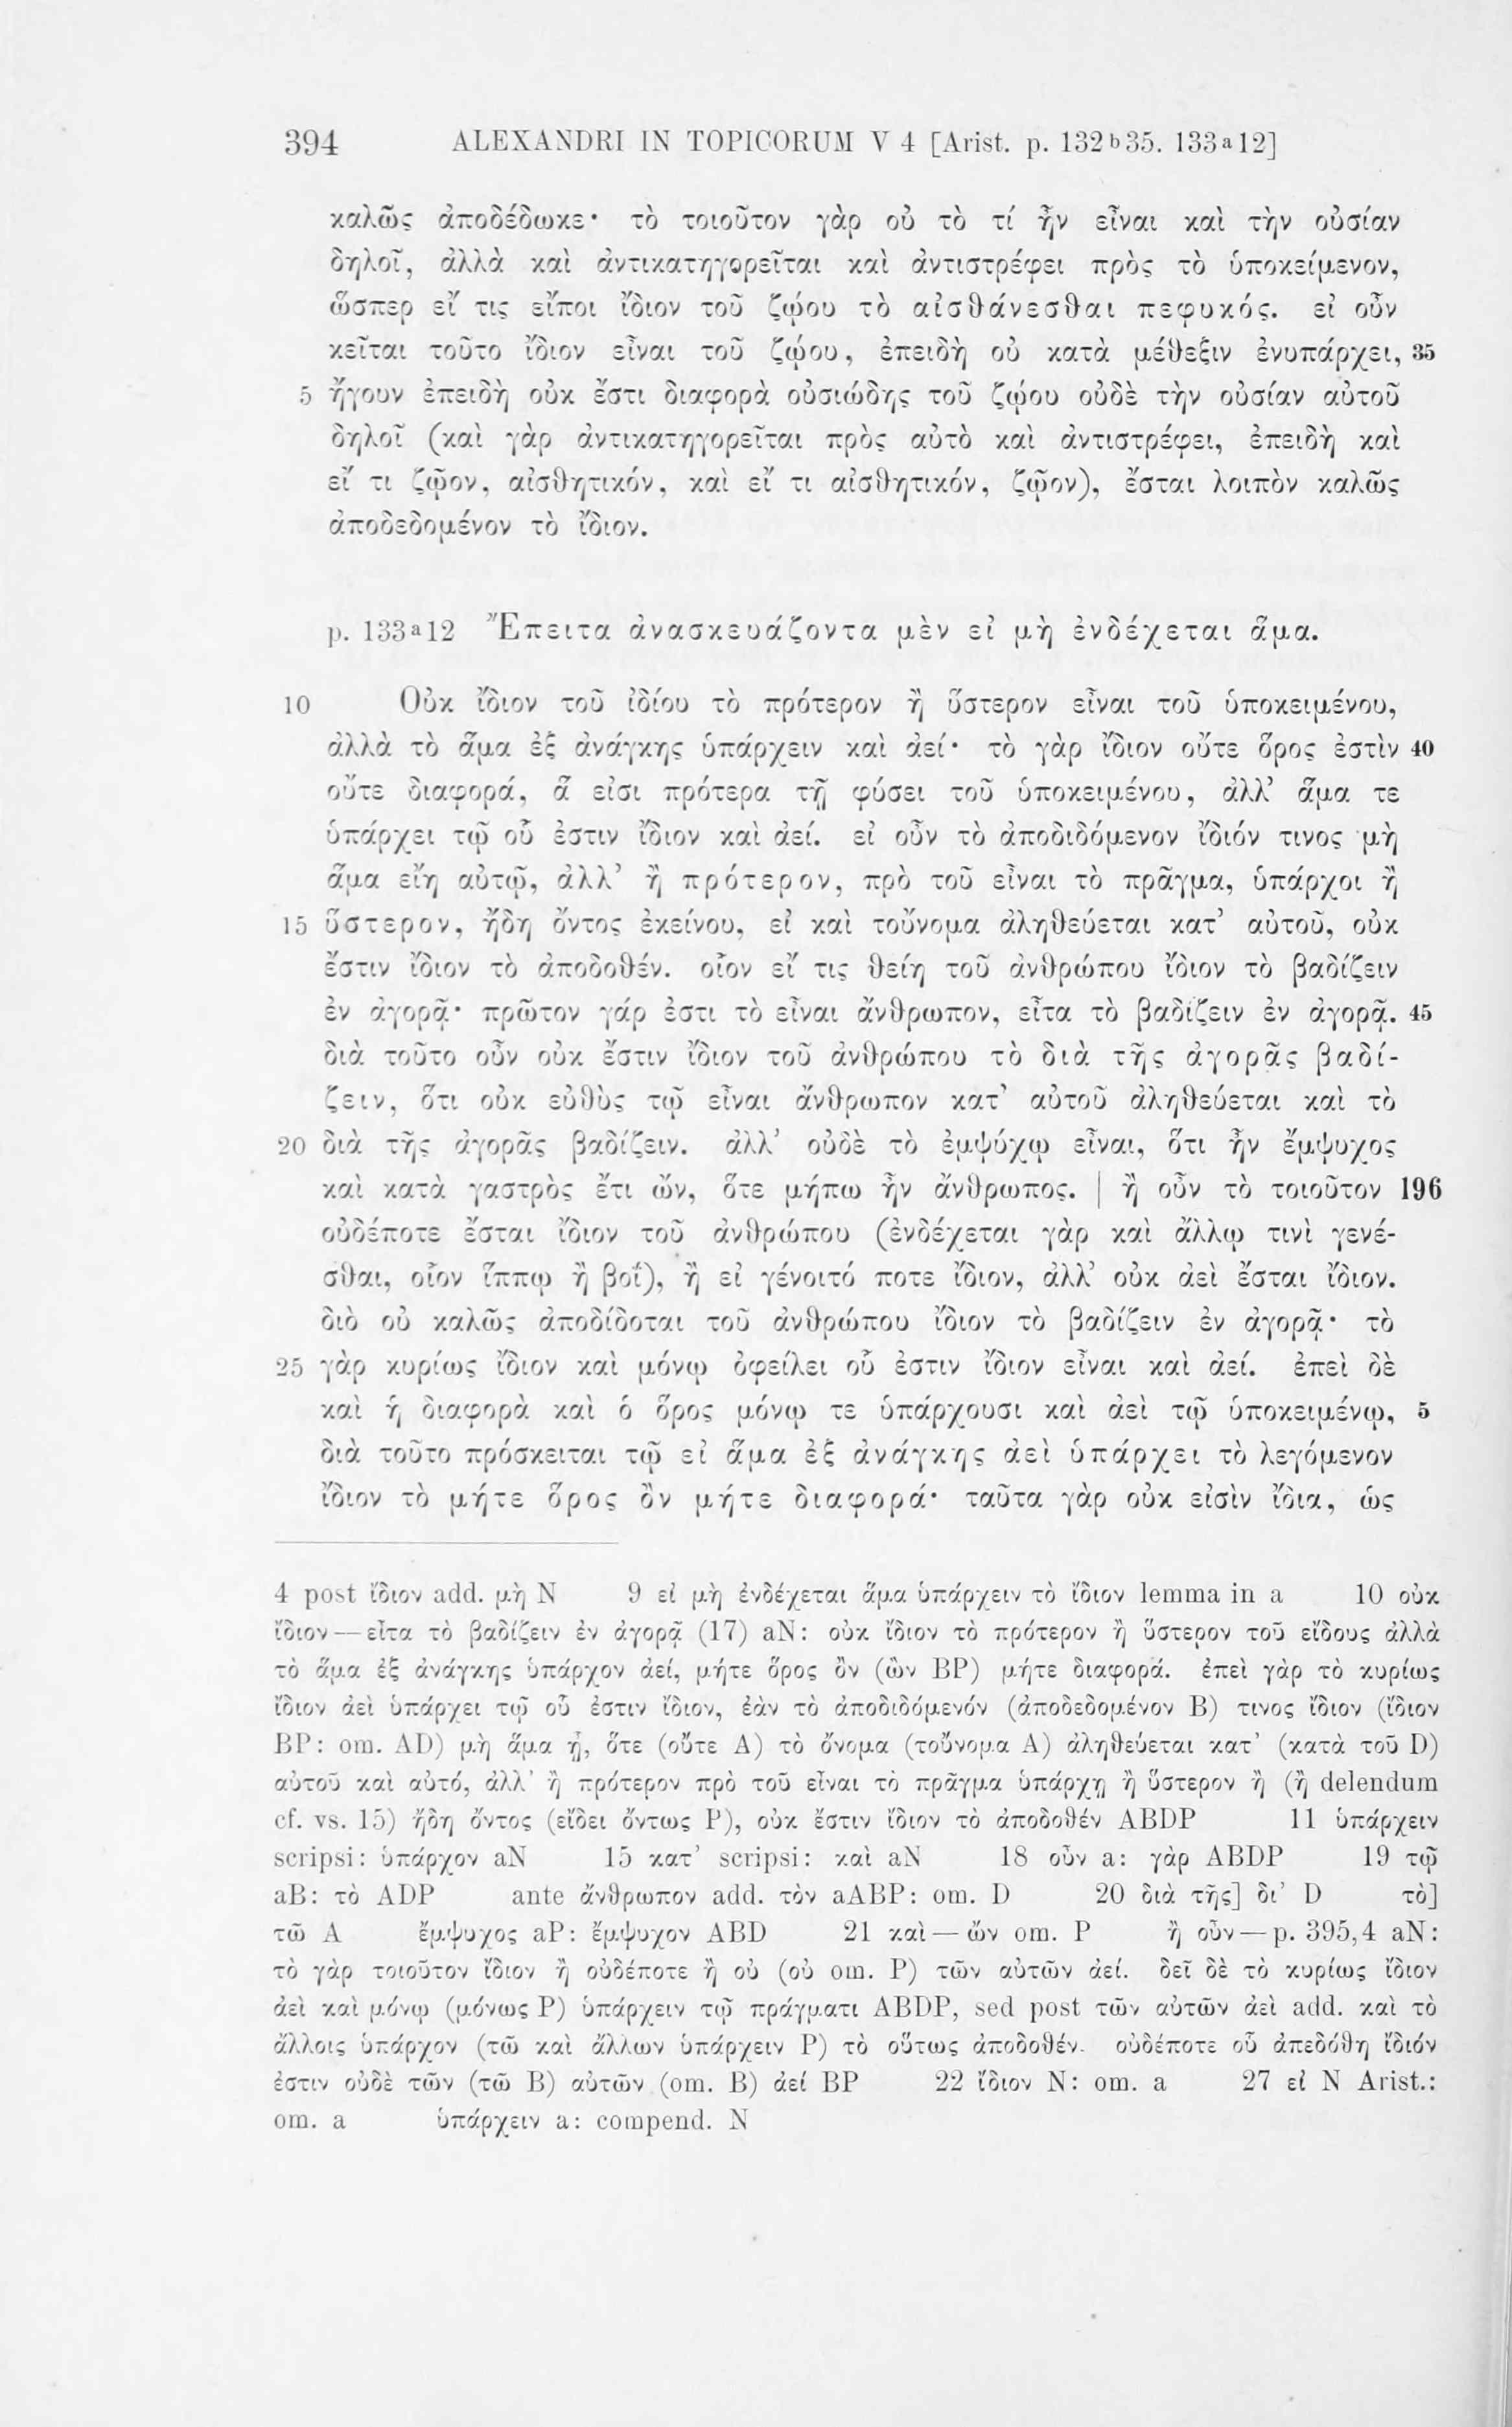 394 ALEXANDRI IN TOPICORUM V 4 [Arist. p. 132b35. 133a12]
καλῶς ἀποδέδωκε· τὸ τοιοῦτον γὰρ οὐ τὸ τί ἦν εἶναι καὶ τὴν οὐσίαν
δηλοῖ, ἀλλὰ καὶ ἀντικατηγορεῖται καὶ ἀντιστρέφει πρὸς τὸ ὑποκείμενον,
ὥσπερ εἴ τις εἴποι ἴδιον τοῦ ζῴου τὸ αἰσθάνεσθαι πεφυκός. εἰ οὖν
κεῖται τοῦτο ἴδιον εἶναι τοῦ ζῴου, ἐπειδὴ οὐ κατὰ μέθεξιν ἐνυπάρχει, 35
5 ἤγουν ἐπειδὴ οὐκ ἔστι διαφορὰ οὐσιώδης τοῦ ζῴου οὐδὲ τὴν οὐσίαν αὐτοῦ
δηλοῖ (καὶ γὰρ ἀντικατηγορεῖται πρὸς αὐτὸ καὶ ἀντιστρέφει, ἐπειδὴ καὶ
εἴ τι ζῷον, αἰσθητικόν, καὶ εἴ τι αἰσθητικόν, ζῷον), ἔσται λοιπὸν καλῶς
ἀποδεδομένον τὸ ἴδιον.
p. 133a12 Ἔπειτα ἀνασκευάζοντα μὲν εἰ μὴ ἐνδέχεται ἅμα.
10 Οὐκ ἴδιον τοῦ ἰδίου τὸ πρότερον ἢ ὕστερον εἶναι τοῦ ὑποκειμένου,
ἀλλὰ τὸ ἅμα ἐξ ἀνάγκης ὑπάρχειν καὶ ἀεί· τὸ γὰρ ἴδιον οὔτε ὅρος ἐστὶν 40
οὔτε διαφορά, ἅ εἰσι πρότερα τῇ φύσει τοῦ ὑποκειμένου, ἀλλ’ ἅμα τε
ὑπάρχει τῷ οὗ ἐστιν ἴδιον καὶ ἀεί. εἰ οὖν τὸ ἀποδιδόμενον ἴδιόν τινος μὴ
ἅμα εἴη αὐτῷ, ἀλλ’ ἢ πρότερον, πρὸ τοῦ εἶναι τὸ πρᾶγμα, ὑπάρχοι ἢ
15 ὕστερον, ἤδη ὄντος ἐκείνου, εἰ καὶ τοὔνομα ἀληθεύεται κατ’ αὐτοῦ, οὐκ
ἔστιν ἴδιον τὸ ἀποδοθέν. οἷον εἴ τις θείη τοῦ ἀνθρώπου ἴδιον τὸ βαδίζειν
ἐν ἀγορᾷ· πρῶτον γάρ ἐστι τὸ εἶναι ἄνθρωπον, εἶτα τὸ βαδίζειν ἐν ἀγορᾷ. 45
διὰ τοῦτο οὖν οὐκ ἔστιν ἴδιον τοῦ ἀνθρώπου τὸ διὰ τῆς ἀγορᾶς βαδί-
ζειν, ὅτι οὐκ εὐθὺς τῷ εἶναι ἄνθρωπον κατ’ αὐτοῦ ἀληθεύεται καὶ τὸ
20 διὰ τῆς ἀγορᾶς βαδίζειν. ἀλλ’ οὐδὲ τὸ ἐμψύχῳ εἶναι, ὅτι ἦν ἔμψυχος
καὶ κατὰ γαστρὸς ἔτι ὤν, ὅτε μήπω ἦν ἄνθρωπος. | ἢ οὖν τὸ τοιοῦτον 196
οὐδέποτε ἔσται ἴδιον τοῦ ἀνθρώπου (ἐνδέχεται γὰρ καὶ ἄλλῳ τινὶ γενέ-
σθαι, οἷον ἵππῳ ἢ βοΐ), ἢ εἰ γένοιτό ποτε ἴδιον, ἀλλ’ οὐκ ἀεὶ ἔσται ἴδιον.
διὸ οὐ καλῶς ἀποδίδοται τοῦ ἀνθρώπου ἴδιον τὸ βαδίζειν ἐν ἀγορᾷ· τὸ
25 γὰρ κυρίως ἴδιον καὶ μόνῳ ὀφείλει οὗ ἐστιν ἴδιον εἶναι καὶ ἀεί. ἐπεὶ δὲ
καὶ ἡ διαφορὰ καὶ ὁ ὅρος μόνῳ τε ὑπάρχουσι καὶ ἀεὶ τῷ ὑποκειμένῳ, 5
διὰ τοῦτο πρόσκειται τῷ εἰ ἅμα ἐξ ἀνάγκης ἀεὶ ὑπάρχει τὸ λεγόμενον
ἴδιον τὸ μήτε ὅρος ὂν μήτε διαφορά· ταῦτα γὰρ οὐκ εἰσὶν ἴδια, ὡς
4 post ἴδιον add. μὴ N 9 εἰ μὴ ἐνδέχεται ἅμα ὑπάρχειν τὸ ἴδιον lemma in a 10 οὐκ
ἴδιον — εἶτα τὸ βαδίζειν ἐν ἀγορᾷ (17) aN: οὐκ ἴδιον τὸ πρότερον ἢ ὕστερον τοῦ εἴδους ἀλλὰ
τὸ ἅμα ἐξ ἀνάγκης ὑπάρχον ἀεί, μήτε ὅρος ὂν (ὢν BP) μήτε διαφορά. ἐπεὶ γὰρ τὸ κυρίως
ἴδιον ἀεὶ ὑπάρχει τῷ οὗ ἐστιν ἴδιον, ἐὰν τὸ ἀποδιδόμενόν (ἀποδεδομένον B) τινος ἴδιον (ἴδιον
BP: om. AD) μὴ ἅμα ᾖ, ὅτε (οὔτε A) τὸ ὄνομα (τοὔνομα A) ἀληθεύεται κατ’ (κατὰ τοῦ D)
αὐτοῦ καὶ αὐτό, ἀλλ’ ἢ πρότερον πρὸ τοῦ εἶναι τὸ πρᾶγμα ὑπάρχῃ ἢ ὕστερον ἢ (ἢ delendum
cf. vs. 15) ἤδη ὄντος (εἴδει ὄντως P), οὐκ ἔστιν ἴδιον τὸ ἀποδοθέν ABDP 11 ὑπάρχειν
scripsi: ὑπάρχον aN 15 κατ’ scripsi: καὶ aN 18 οὖν a: γὰρ ABDP 19 τῷ
aB: τὸ ADP ante ἄνθρωπον add. τὸν aABP: om. D 20 διὰ τῆς] δι’ D τὸ]
τῶ A ἔμψυχος aP: ἔμψυχον ABD 21 καὶ — ὤν om. P ἢ οὖν — p. 395,4 aN:
τὸ γὰρ τοιοῦτον ἴδιον ἢ οὐδέποτε ἢ οὐ (οὐ om. P) τῶν αὐτῶν ἀεί. δεῖ δὲ τὸ κυρίως ἴδιον
ἀεὶ καὶ μόνῳ (μόνως P) ὑπάρχειν τῷ πράγματι ABDP, sed post τῶν αὐτῶν ἀεὶ add. καὶ τὸ
ἄλλοις ὑπάρχον (τῶ καὶ ἄλλων ὑπάρχειν P) τὸ οὕτως ἀποδοθέν. οὐδέποτε οὗ ἀπεδόθη ἴδιόν
ἐστιν οὐδὲ τῶν (τῶ B) αὐτῶν (om. B) ἀεί BP 22 ἴδιον N: om. a 27 εἰ N Arist.:
om. a ὑπάρχειν a: compend. N